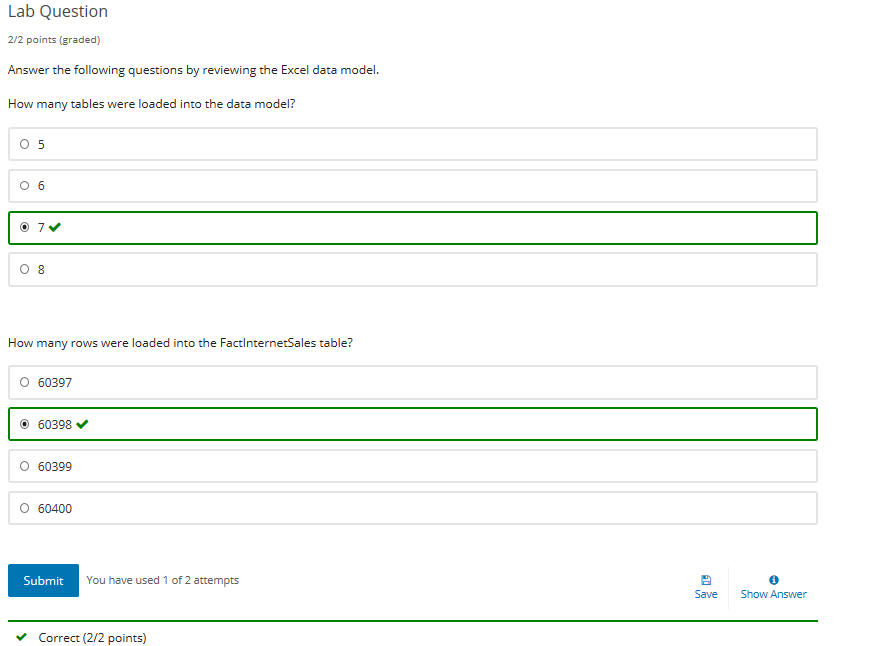 Lab Question
2/2 points (graded)
Answer the following questions by reviewing the Excel data model.
How many tables were loaded into the data model?
5
6
7
8
How many rows were loaded into the FactInternetSales table?
60397
60398
60399
60400
Submit
You have used 1 of 2 attempts
Save
Show Answer
Correct (2/2 points)